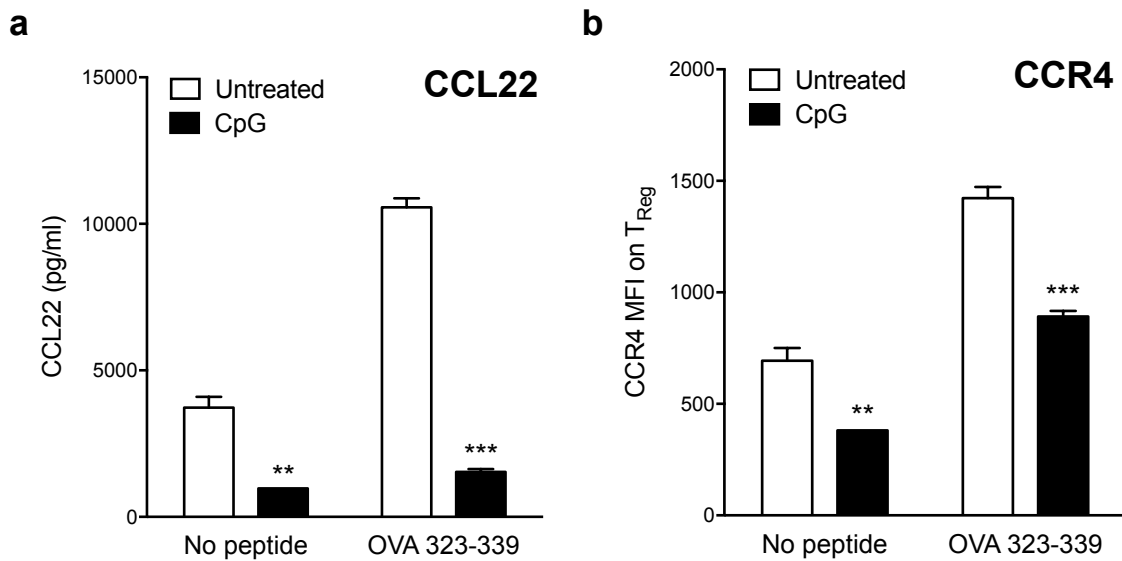 a
CCL22
Untreated
CpG
CCL22 (pg/ml)
15000
10000
5000
0
**
***
No peptide
OVA 323-339
b
CCR4
Untreated
CpG
CCR4 MFI on TReg
2000
1500
1000
500
0
**
***
No peptide
OVA 323-339